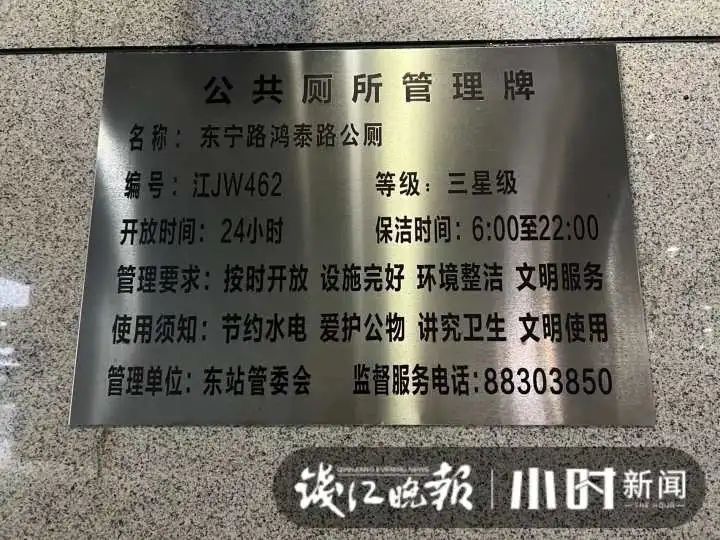 公共厕所管理牌
名称：东宁路鸿泰路公厕
编号：江JW462 等级：三星级
开放时间：24小时 保洁时间：6:00至22:00
管理要求：按时开放 设施完好 环境整洁 文明服务
使用须知：节约水电 爱护公物 讲究卫生 文明使用
管理单位：东站管委会 监督服务电话：88303850
QIANJIANG EVENING NEWS
钱江晚报 小时新闻
THE HOUR